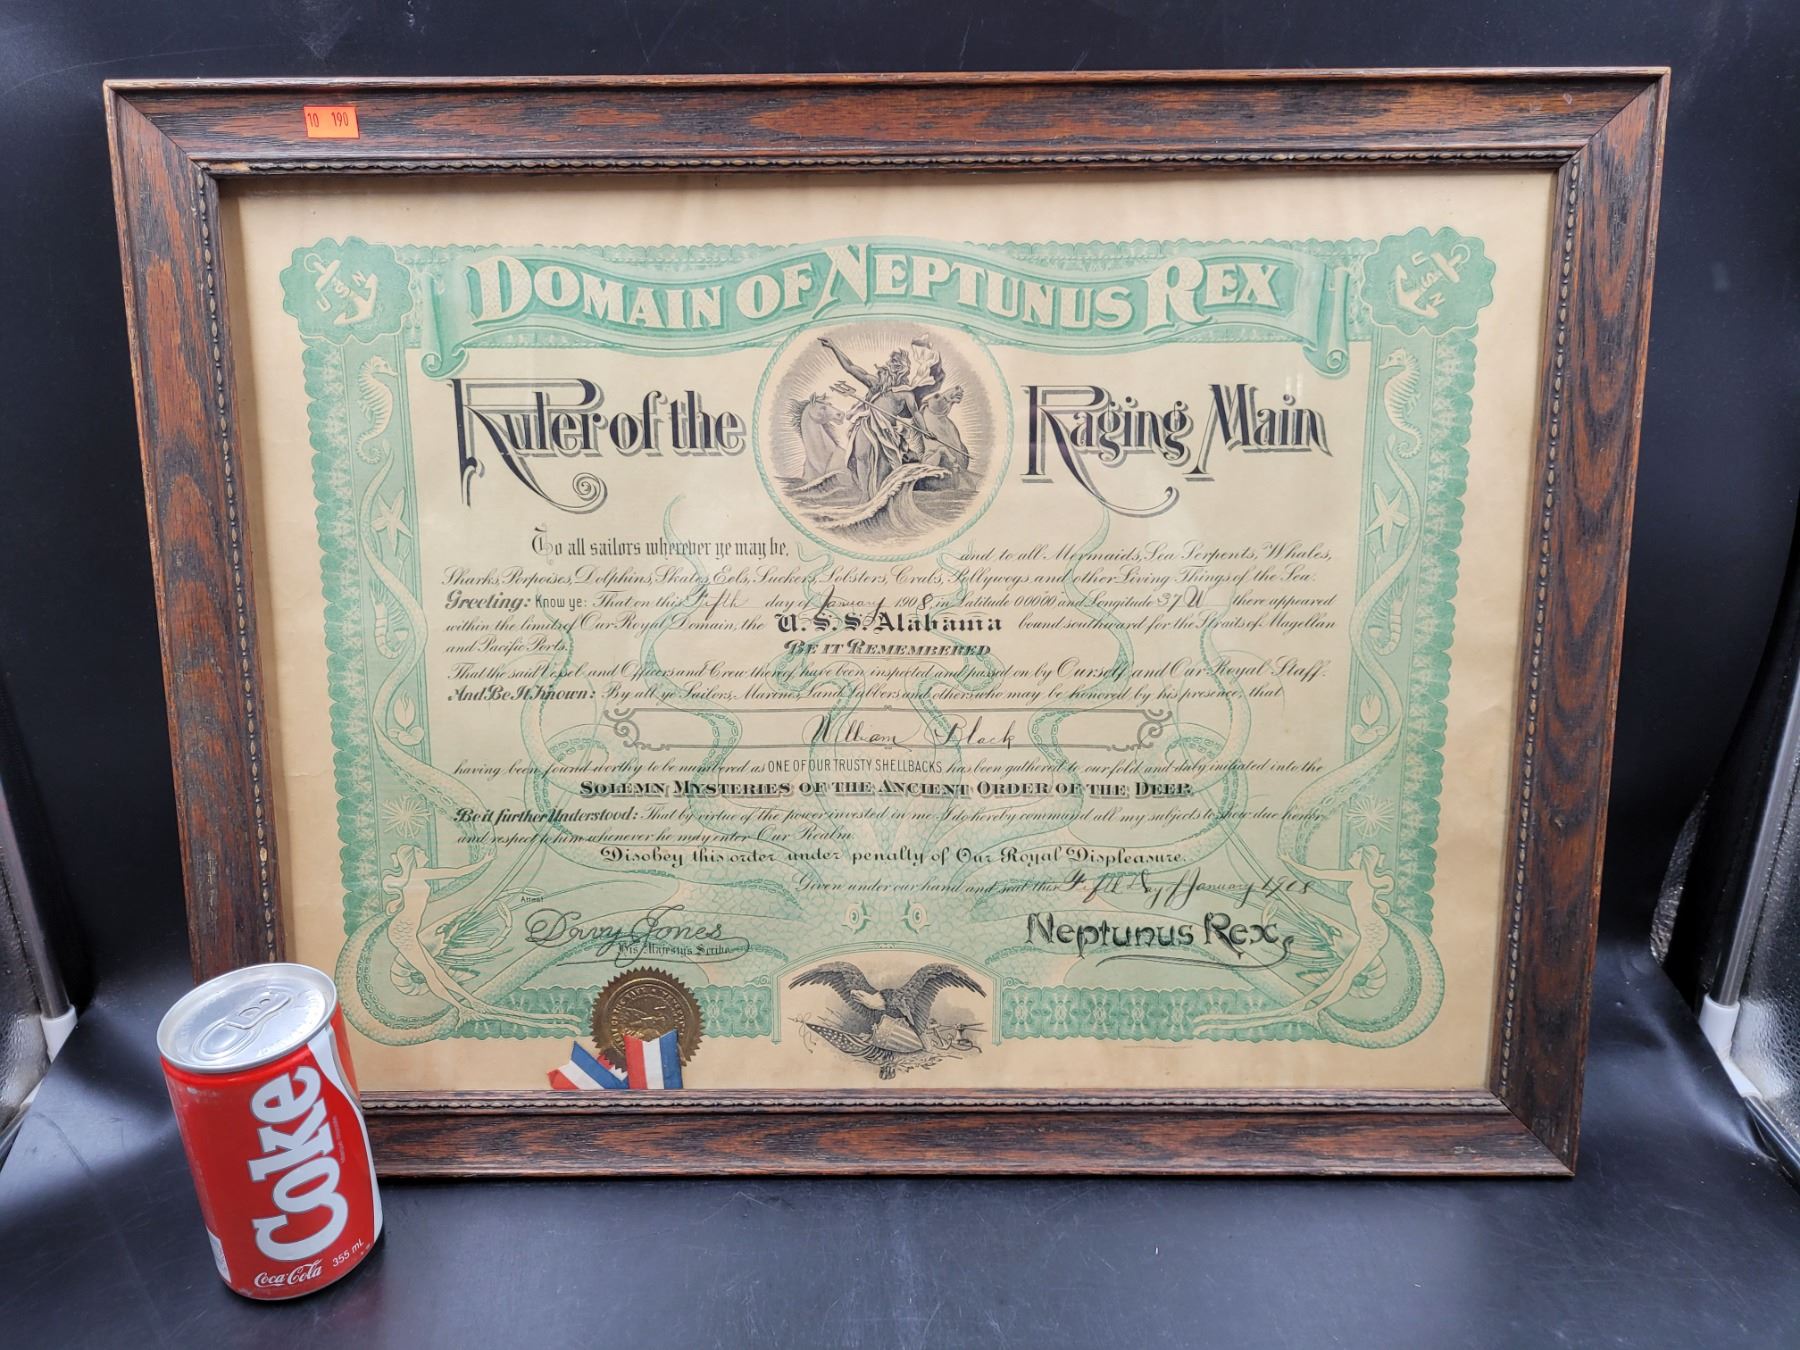 10 190
DOMAIN OF NEPTUNUS REX
USN
USN
Ruler of the Raging Main
To all sailors wherever ye may be, and to all Mermaids, Sea Serpents, Whales,
Sharks, Porpoises, Dolphins, Skates, Eels, Suckers, Lobsters, Crabs, Pollywogs and other Living Things of the Sea.
Greeting: Know ye: That on this Fifth day of January 1908, in Latitude 00000 and Longitude 37 W there appeared
within the limits of Our Royal Domain, the U.S.S. Alabama bound southward for the Straits of Magellan
and Pacific Ports.
BE IT REMEMBERED
That the said Vessel and Officers and Crew thereof have been inspected and passed on by Ourself and Our Royal Staff.
And Be It Known: By all ye Sailors, Marines, Land Lubbers and others who may be honored by his presence, that
William Black
having been found worthy to be numbered as ONE OF OUR TRUSTY SHELLBACKS has been gathered to our fold and duly initiated into the
SOLEMN MYSTERIES OF THE ANCIENT ORDER OF THE DEEP.
Be it further Understood: That by virtue of the power invested in me I do hereby command all my subjects to show due honor
and respect to him whenever he may enter Our Realm.
Disobey this order under penalty of Our Royal Displeasure.
Given under our hand and seal this Fifth Day of January 1908
Attest
Davy Jones
His Majesty's Scribe
Neptunus Rex
Coke
Coca-Cola 355 mL